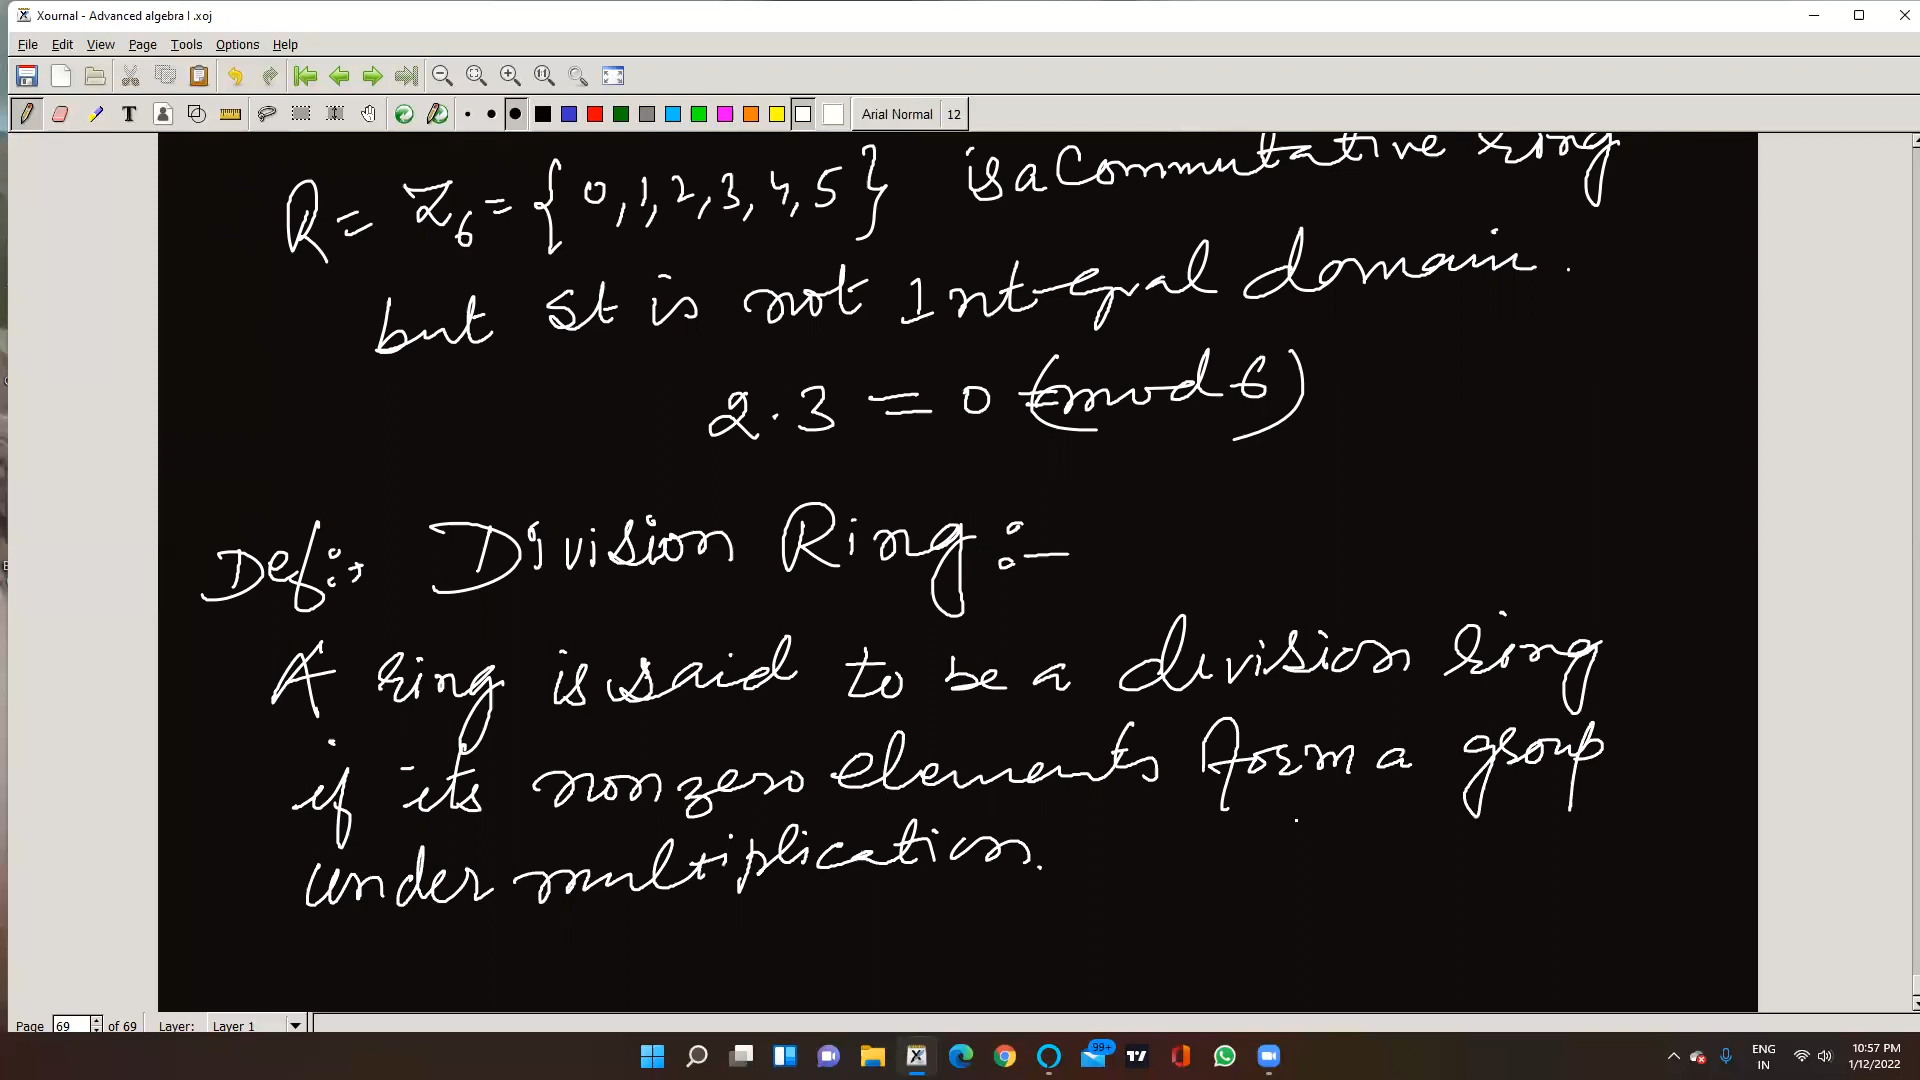 Xournal - Advanced algebra I .xoj
File Edit View Page Tools Options Help
Arial Normal 12
R = Z6 = {0,1,2,3,4,5} is a Commutative ring
but it is not Integral domain.
2.3 = 0 (mod 6)
Def:→ Division Ring :-
A ring is said to be a division ring
if its nonzero elements form a group
under multiplication.
Page 69 of 69 Layer: Layer 1
99+
ENG
IN
10:57 PM
1/12/2022